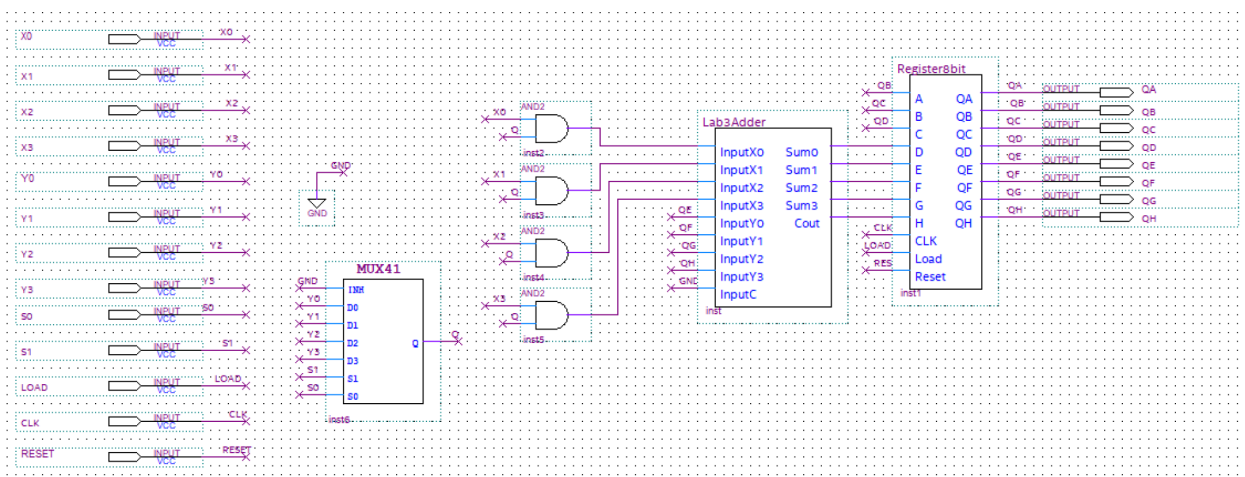 X0 INPUT VCC X0
X1 INPUT VCC X1
X2 INPUT VCC X2
X3 INPUT VCC X3
Y0 INPUT VCC Y0
Y1 INPUT VCC Y1
Y2 INPUT VCC Y2
Y3 INPUT VCC Y3
S0 INPUT VCC S0
S1 INPUT VCC S1
LOAD INPUT VCC LOAD
CLK INPUT VCC CLK
RESET INPUT VCC RESET
GND
GND
MUX41
GND INH
Y0 D0
Y1 D1
Y2 D2
Y3 D3
S1 S1
S0 S0
Q Q
inst6
AND2
X0
Q
inst2
AND2
X1
Q
inst3
AND2
X2
Q
inst4
AND2
X3
Q
inst5
Lab3Adder
InputX0 Sum0
InputX1 Sum1
InputX2 Sum2
InputX3 Sum3
QE InputY0 Cout
QF InputY1
QG InputY2
QH InputY3
GND InputC
inst
Register8bit
QB A QA QA OUTPUT QA
QC B QB QB OUTPUT QB
QD C QC QC OUTPUT QC
D QD QD OUTPUT QD
E QE QE OUTPUT QE
F QF QF OUTPUT QF
G QG QG OUTPUT QG
H QH QH OUTPUT QH
CLK CLK
LOAD Load
RES Reset
inst1